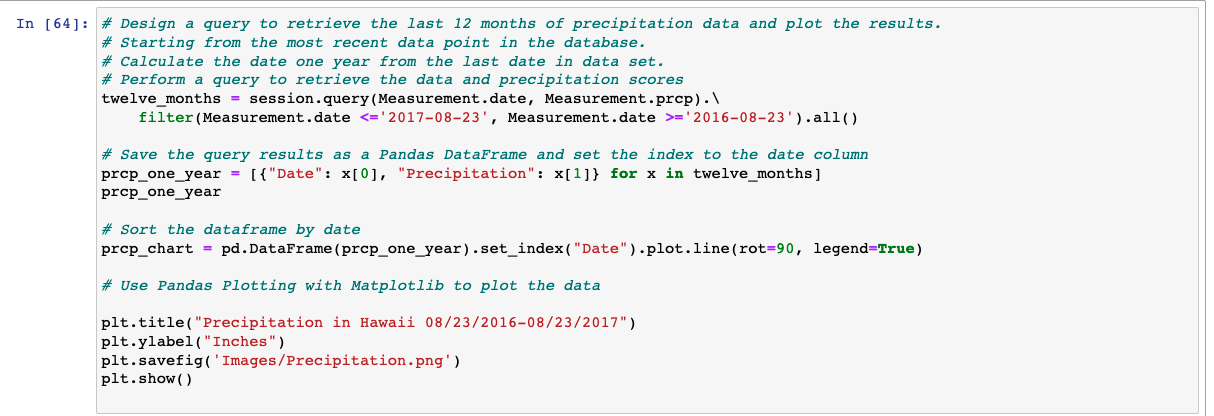 In [64]: # Design a query to retrieve the last 12 months of precipitation data and plot the results.
# Starting from the most recent data point in the database.
# Calculate the date one year from the last date in data set.
# Perform a query to retrieve the data and precipitation scores
twelve_months = session.query(Measurement.date, Measurement.prcp).\
    filter(Measurement.date <='2017-08-23', Measurement.date >='2016-08-23').all()

# Save the query results as a Pandas DataFrame and set the index to the date column
prcp_one_year = [{"Date": x[0], "Precipitation": x[1]} for x in twelve_months]
prcp_one_year

# Sort the dataframe by date
prcp_chart = pd.DataFrame(prcp_one_year).set_index("Date").plot.line(rot=90, legend=True)

# Use Pandas Plotting with Matplotlib to plot the data

plt.title("Precipitation in Hawaii 08/23/2016-08/23/2017")
plt.ylabel("Inches")
plt.savefig('Images/Precipitation.png')
plt.show()